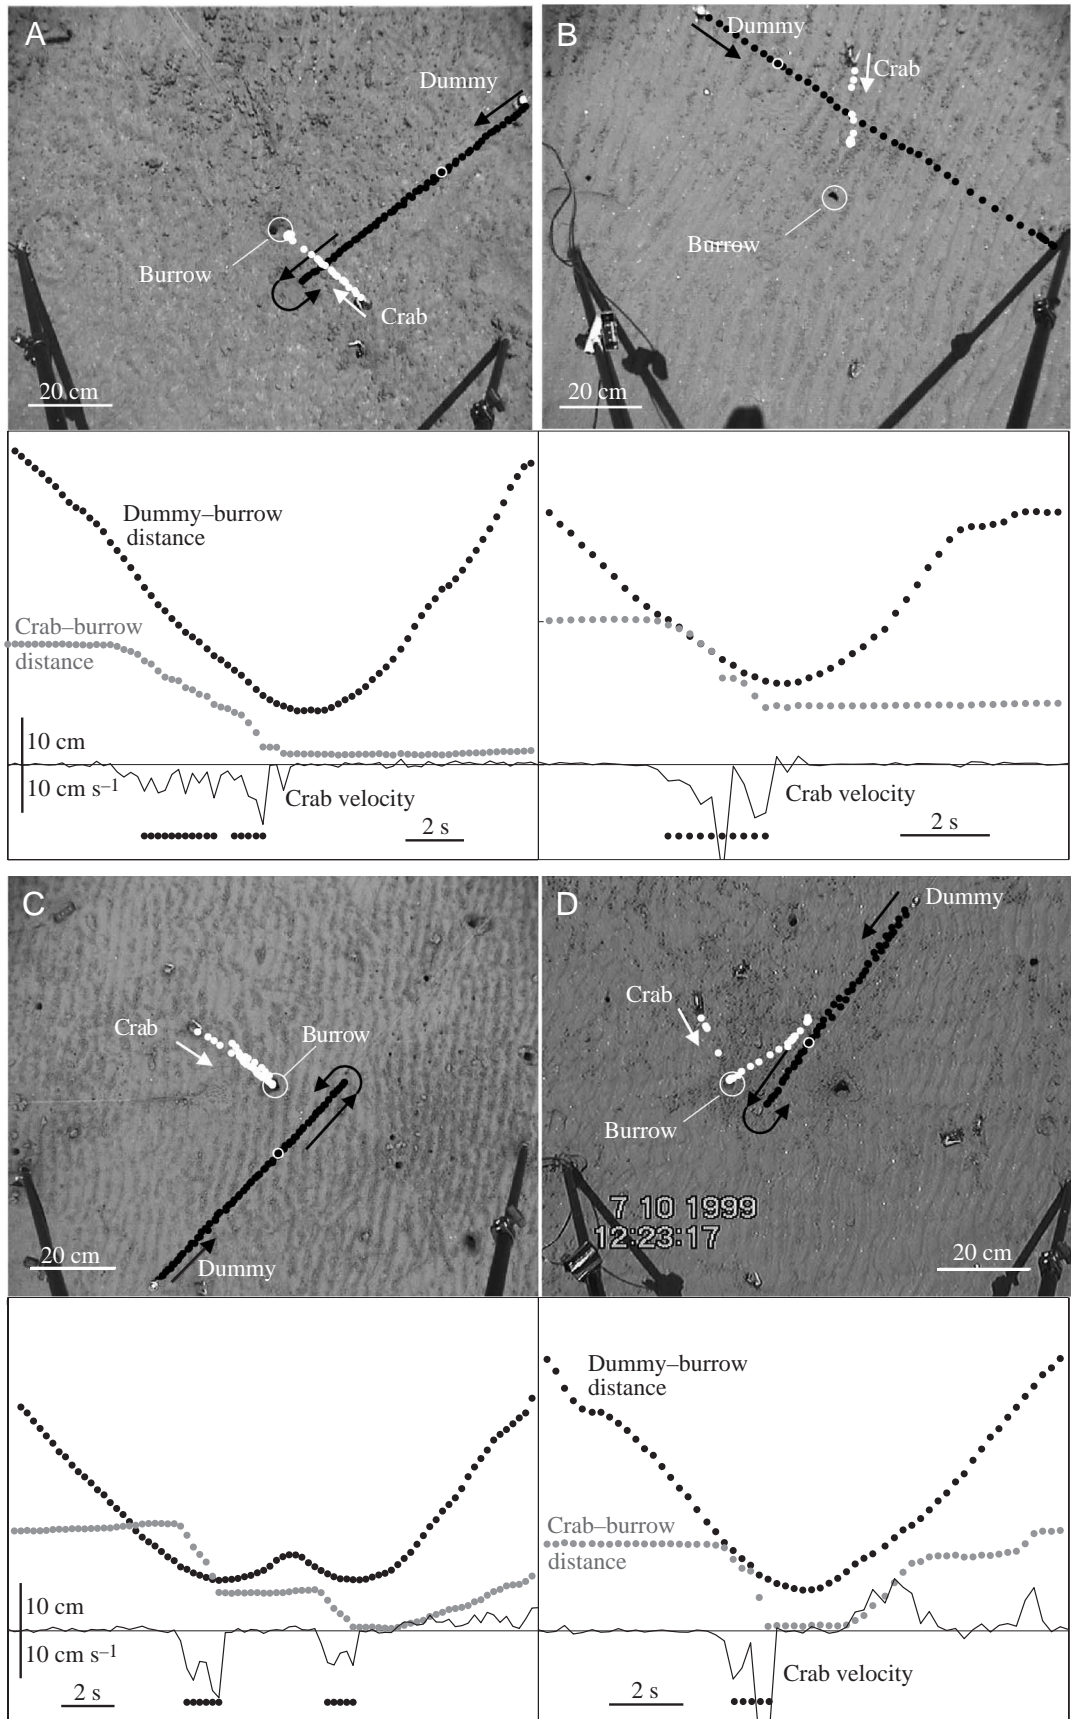 A
Dummy
Burrow
Crab
20 cm
B
Dummy
Crab
Burrow
20 cm
Dummy–burrow
distance
Crab–burrow
distance
10 cm
10 cm s–1
Crab velocity
2 s
Crab velocity
2 s
C
Crab
Burrow
20 cm
Dummy
D
Dummy
Crab
Burrow
7 10 1999
12:23:17
20 cm
10 cm
10 cm s–1
2 s
Dummy–burrow
distance
Crab–burrow
distance
Crab velocity
2 s